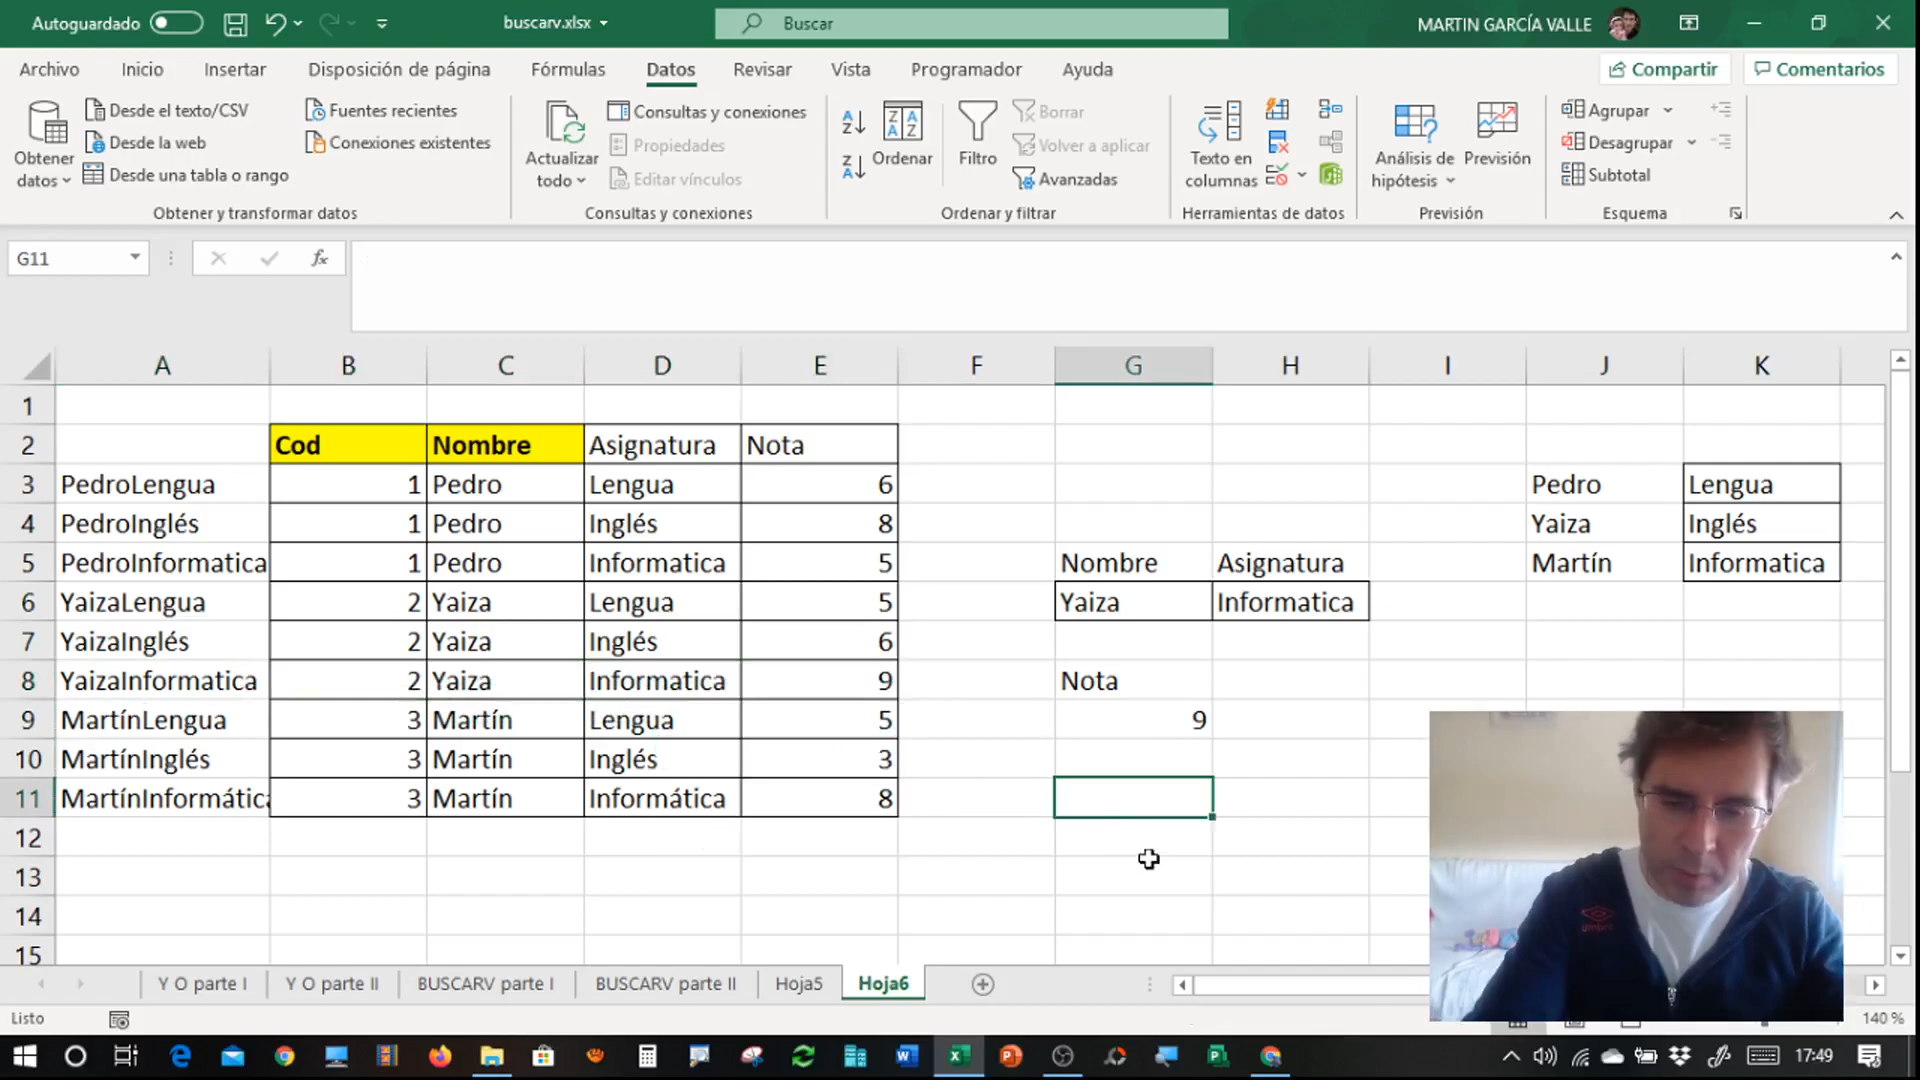 Autoguardado buscarv.xlsx Buscar MARTIN GARCÍA VALLE
Archivo Inicio Insertar Disposición de página Fórmulas Datos Revisar Vista Programador Ayuda Compartir Comentarios
Obtener datos
Desde el texto/CSV
Desde la web
Desde una tabla o rango
Fuentes recientes
Conexiones existentes
Obtener y transformar datos
Actualizar todo
Consultas y conexiones
Propiedades
Editar vínculos
Consultas y conexiones
Ordenar
Filtro
Borrar
Volver a aplicar
Avanzadas
Ordenar y filtrar
Texto en columnas
Herramientas de datos
Análisis de hipótesis
Previsión
Previsión
Agrupar
Desagrupar
Subtotal
Esquema
G11 fx
A B C D E F G H I J K
1
2 Cod Nombre Asignatura Nota
3 PedroLengua 1 Pedro Lengua 6 Pedro Lengua
4 PedroInglés 1 Pedro Inglés 8 Yaiza Inglés
5 PedroInformatica 1 Pedro Informatica 5 Nombre Asignatura Martín Informatica
6 YaizaLengua 2 Yaiza Lengua 5 Yaiza Informatica
7 YaizaInglés 2 Yaiza Inglés 6
8 YaizaInformatica 2 Yaiza Informatica 9 Nota
9 MartínLengua 3 Martín Lengua 5 9
10 MartínInglés 3 Martín Inglés 3
11 MartínInformática 3 Martín Informática 8
12
13
14
15
Y O parte I Y O parte II BUSCARV parte I BUSCARV parte II Hoja5 Hoja6
Listo 140 %
17:49